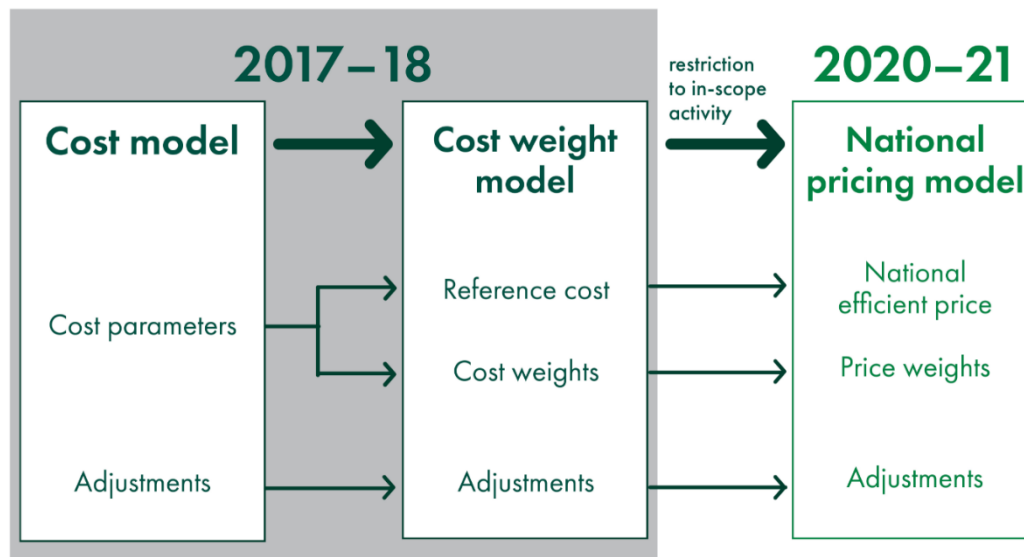 2017–18
restriction
to in-scope
activity
2020–21
Cost model
Cost weight
model
National
pricing model
Cost parameters
Reference cost
Cost weights
National
efficient price
Price weights
Adjustments
Adjustments
Adjustments